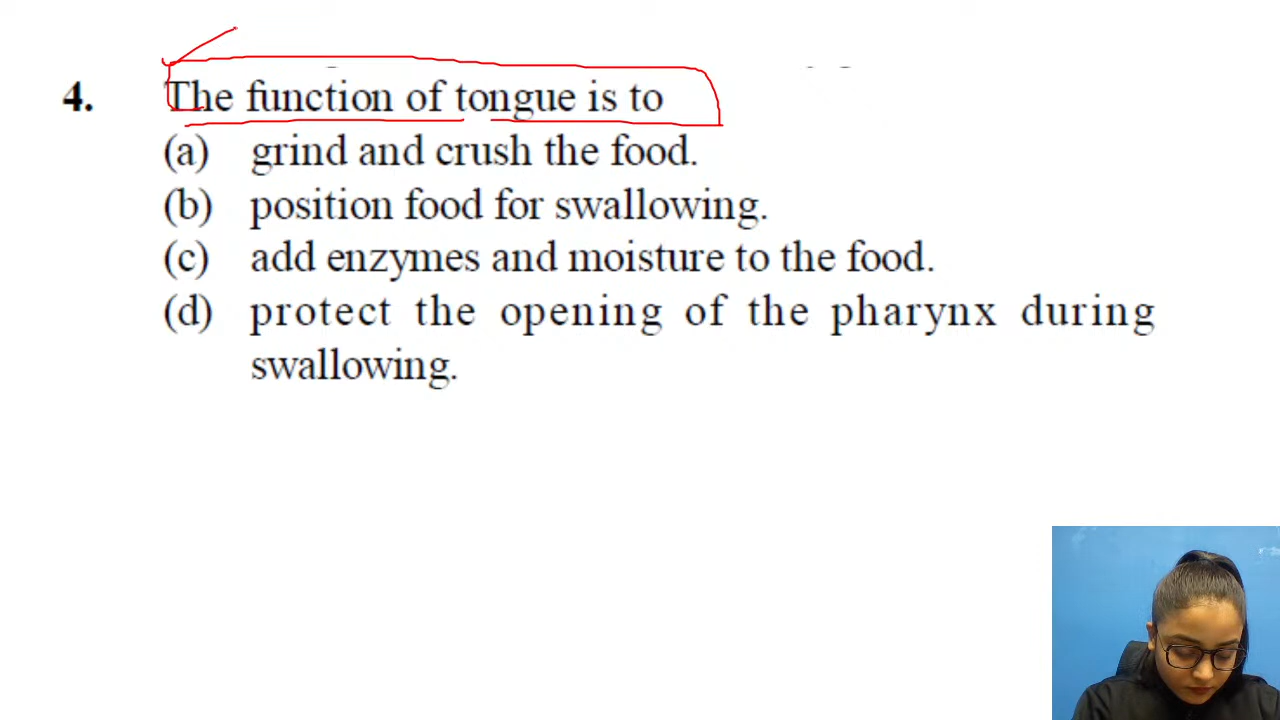 4. The function of tongue is to
(a) grind and crush the food.
(b) position food for swallowing.
(c) add enzymes and moisture to the food.
(d) protect the opening of the pharynx during
swallowing.